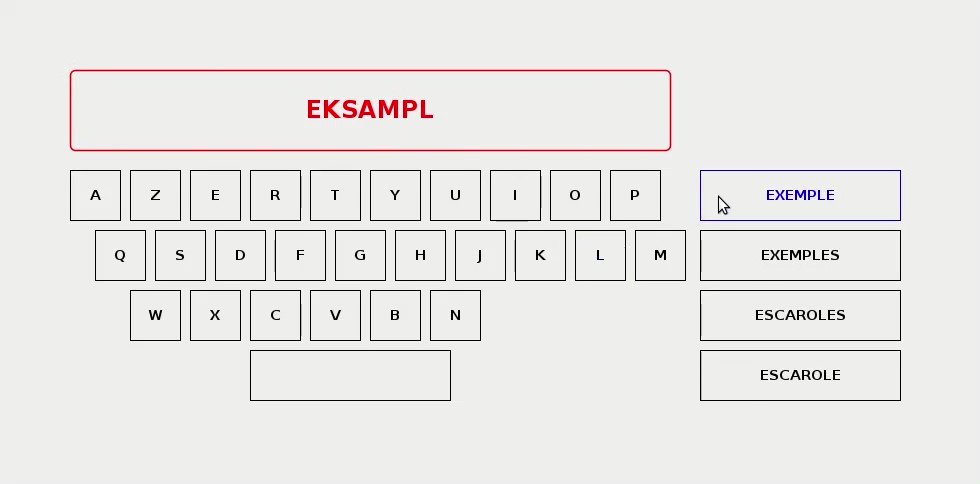 EKSAMPL
A Z E R T Y U I O P EXEMPLE
Q S D F G H J K L M EXEMPLES
W X C V B N ESCAROLES
ESCAROLE